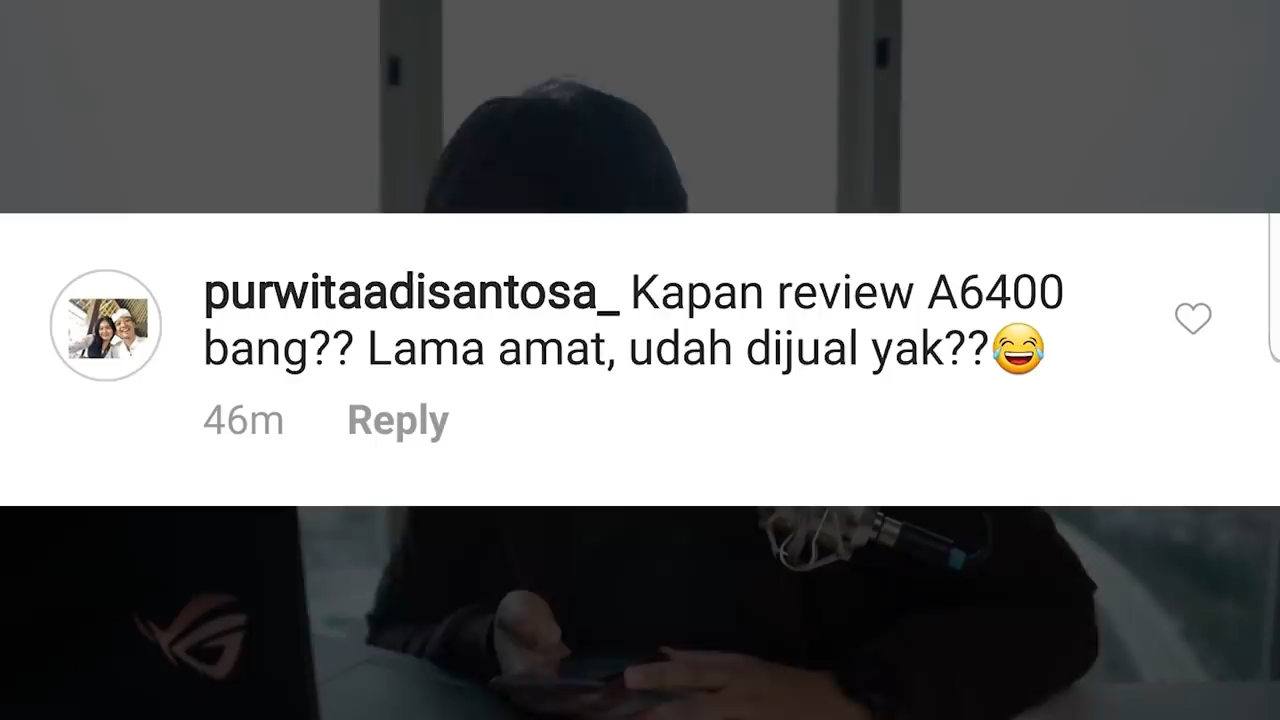 purwitaadisantosa_ Kapan review A6400
bang?? Lama amat, udah dijual yak??😂
46m Reply